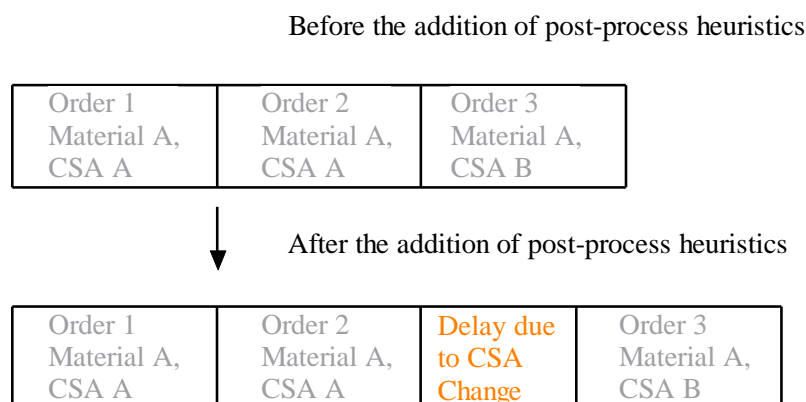 Before the addition of post-process heuristics
Order 1
Material A,
CSA A
Order 2
Material A,
CSA A
Order 3
Material A,
CSA B
After the addition of post-process heuristics
Order 1
Material A,
CSA A
Order 2
Material A,
CSA A
Delay due
to CSA
Change
Order 3
Material A,
CSA B